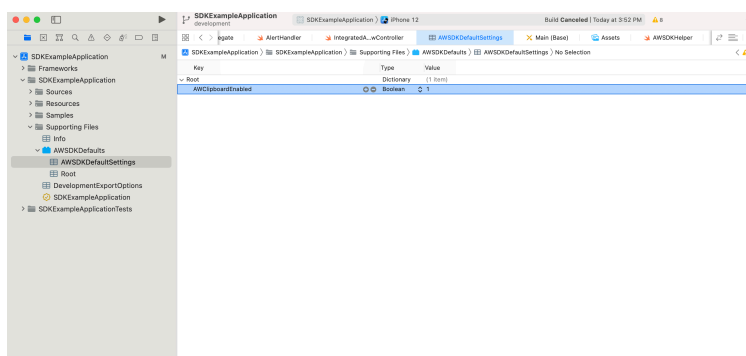 SDKExampleApplication
development
SDKExampleApplication
iPhone 12
Build Canceled | Today at 3:52 PM
8
egate
AlertHandler
IntegratedA...wController
AWSDKDefaultSettings
Main (Base)
Assets
AWSDKHelper
SDKExampleApplication M
Frameworks
SDKExampleApplication
Sources
Resources
Samples
Supporting Files
Info
AWSDKDefaults
AWSDKDefaultSettings
Root
DevelopmentExportOptions
SDKExampleApplication
SDKExampleApplicationTests
SDKExampleApplication 〉 SDKExampleApplication 〉 Supporting Files 〉 AWSDKDefaults 〉 AWSDKDefaultSettings 〉 No Selection
Key Type Value
Root Dictionary (1 item)
AWClipboardEnabled Boolean 1